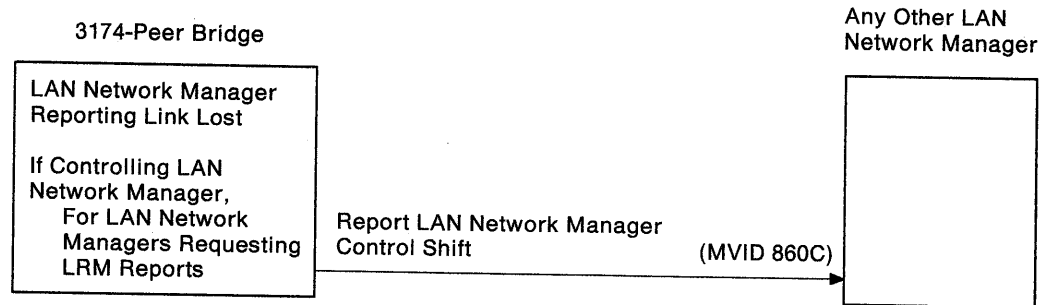 3174-Peer Bridge
Any Other LAN
Network Manager
LAN Network Manager
Reporting Link Lost
If Controlling LAN
Network Manager,
For LAN Network
Managers Requesting
LRM Reports
Report LAN Network Manager
Control Shift
(MVID 860C)